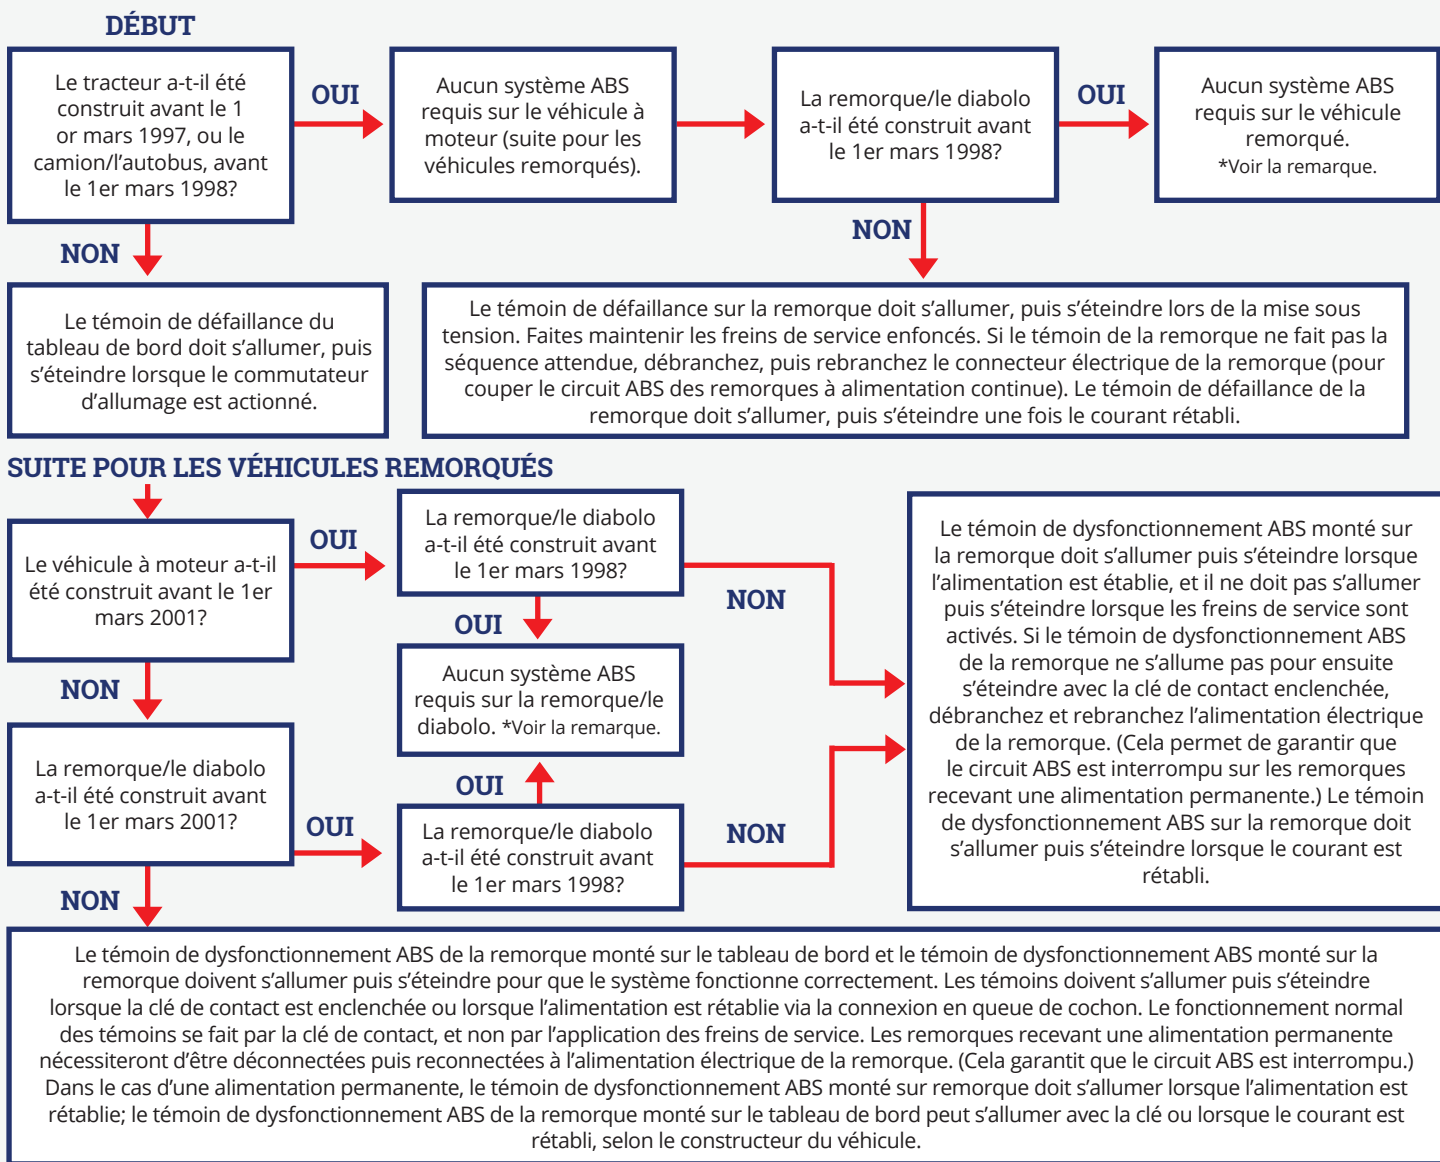 DÉBUT
Le tracteur a-t-il été
construit avant le 1
or mars 1997, ou le
camion/l'autobus, avant
le 1er mars 1998?
OUI
Aucun système ABS
requis sur le véhicule à
moteur (suite pour les
véhicules remorqués).
La remorque/le diabolo
a-t-il été construit avant
le 1er mars 1998?
OUI
Aucun système ABS
requis sur le véhicule
remorqué.
*Voir la remarque.
NON
NON
Le témoin de défaillance du
tableau de bord doit s'allumer, puis
s'éteindre lorsque le commutateur
d'allumage est actionné.
Le témoin de défaillance sur la remorque doit s'allumer, puis s'éteindre lors de la mise sous
tension. Faites maintenir les freins de service enfoncés. Si le témoin de la remorque ne fait pas la
séquence attendue, débranchez, puis rebranchez le connecteur électrique de la remorque (pour
couper le circuit ABS des remorques à alimentation continue). Le témoin de défaillance de la
remorque doit s'allumer, puis s'éteindre une fois le courant rétabli.
SUITE POUR LES VÉHICULES REMORQUÉS
Le véhicule à moteur a-t-il
été construit avant le 1er
mars 2001?
OUI
La remorque/le diabolo
a-t-il été construit avant
le 1er mars 1998?
NON
OUI
Aucun système ABS
requis sur la remorque/le
diabolo. *Voir la remarque.
NON
La remorque/le diabolo
a-t-il été construit avant
le 1er mars 2001?
OUI
OUI
La remorque/le diabolo
a-t-il été construit avant
le 1er mars 1998?
NON
Le témoin de dysfonctionnement ABS monté sur
la remorque doit s'allumer puis s'éteindre lorsque
l'alimentation est établie, et il ne doit pas s'allumer
puis s'éteindre lorsque les freins de service sont
activés. Si le témoin de dysfonctionnement ABS
de la remorque ne s'allume pas pour ensuite
s'éteindre avec la clé de contact enclenchée,
débranchez et rebranchez l'alimentation électrique
de la remorque. (Cela permet de garantir que
le circuit ABS est interrompu sur les remorques
recevant une alimentation permanente.) Le témoin
de dysfonctionnement ABS sur la remorque doit
s'allumer puis s'éteindre lorsque le courant est
rétabli.
NON
Le témoin de dysfonctionnement ABS de la remorque monté sur le tableau de bord et le témoin de dysfonctionnement ABS monté sur la
remorque doivent s'allumer puis s'éteindre pour que le système fonctionne correctement. Les témoins doivent s'allumer puis s'éteindre
lorsque la clé de contact est enclenchée ou lorsque l'alimentation est rétablie via la connexion en queue de cochon. Le fonctionnement normal
des témoins se fait par la clé de contact, et non par l'application des freins de service. Les remorques recevant une alimentation permanente
nécessiteront d'être déconnectées puis reconnectées à l'alimentation électrique de la remorque. (Cela garantit que le circuit ABS est interrompu.)
Dans le cas d'une alimentation permanente, le témoin de dysfonctionnement ABS monté sur remorque doit s'allumer lorsque l'alimentation est
rétablie; le témoin de dysfonctionnement ABS de la remorque monté sur le tableau de bord peut s'allumer avec la clé ou lorsque le courant est
rétabli, selon le constructeur du véhicule.